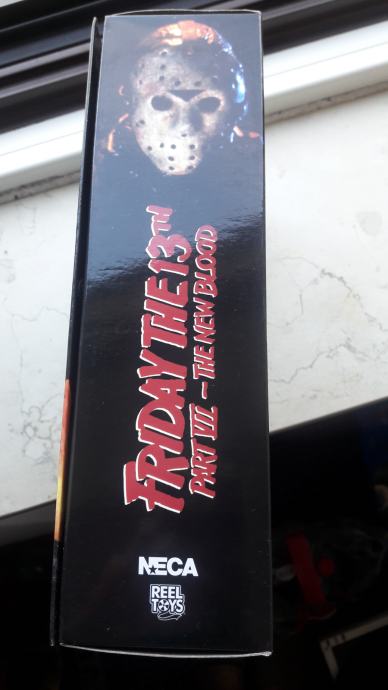 FRIDAY THE 13TH
PART VII - THE NEW BLOOD
NECA
REEL
TOYS